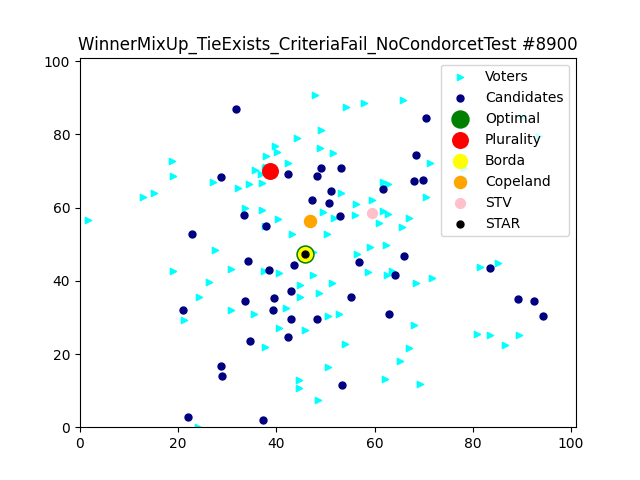 WinnerMixUp_TieExists_CriteriaFail_NoCondorcetTest #8900
100
80
60
40
20
0
0 20 40 60 80 100
Voters
Candidates
Optimal
Plurality
Borda
Copeland
STV
STAR